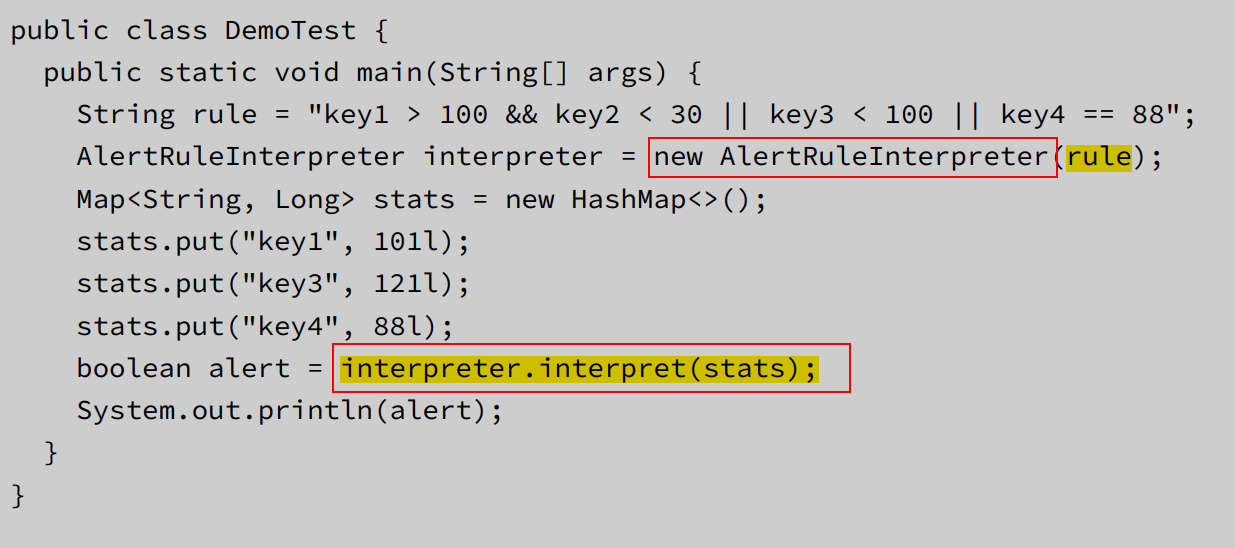 public class DemoTest {
public static void main(String[] args) {
String rule = "key1 > 100 && key2 < 30 || key3 < 100 || key4 == 88";
AlertRuleInterpreter interpreter = new AlertRuleInterpreter(rule);
Map<String, Long> stats = new HashMap<>();
stats.put("key1", 101l);
stats.put("key3", 121l);
stats.put("key4", 88l);
boolean alert = interpreter.interpret(stats);
System.out.println(alert);
}
}